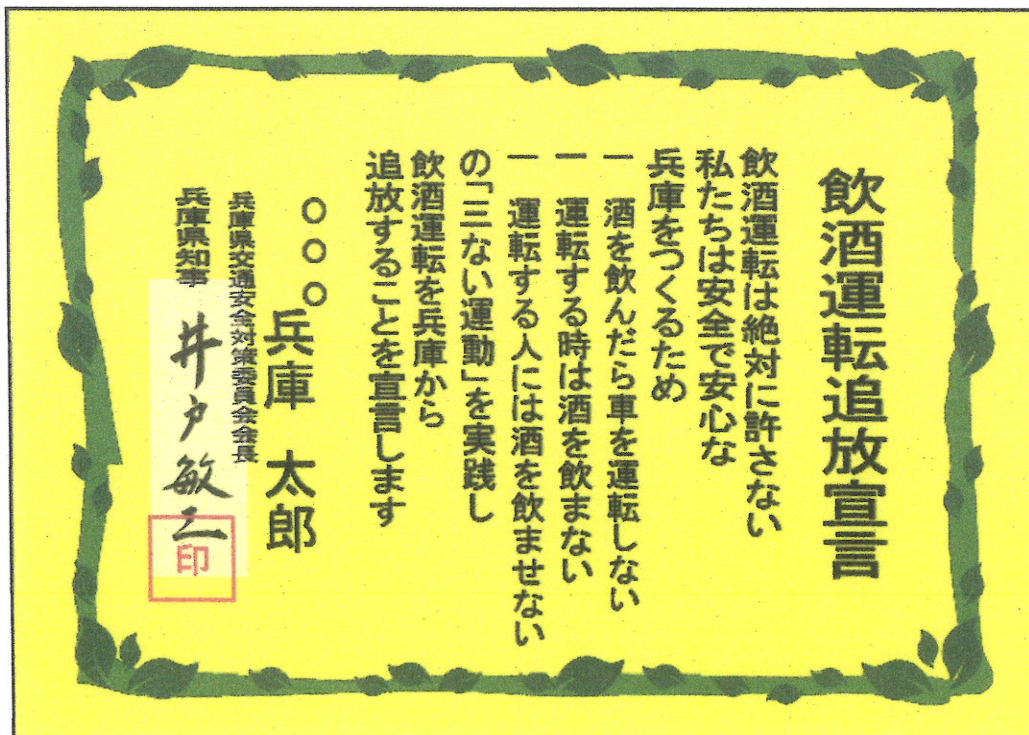 飲酒運転追放宣言
飲酒運転は絶対に許さない
私たちは安全で安心な
兵庫をつくるため
一 酒を飲んだら車を運転しない
一 運転する時は酒を飲まない
一 運転する人には酒を飲ませない
の「三ない運動」を実践し
飲酒運転を兵庫から
追放することを宣言します
○○○
兵庫 太郎
兵庫県交通安全対策委員会会長
兵庫県知事 井戸敏三
印